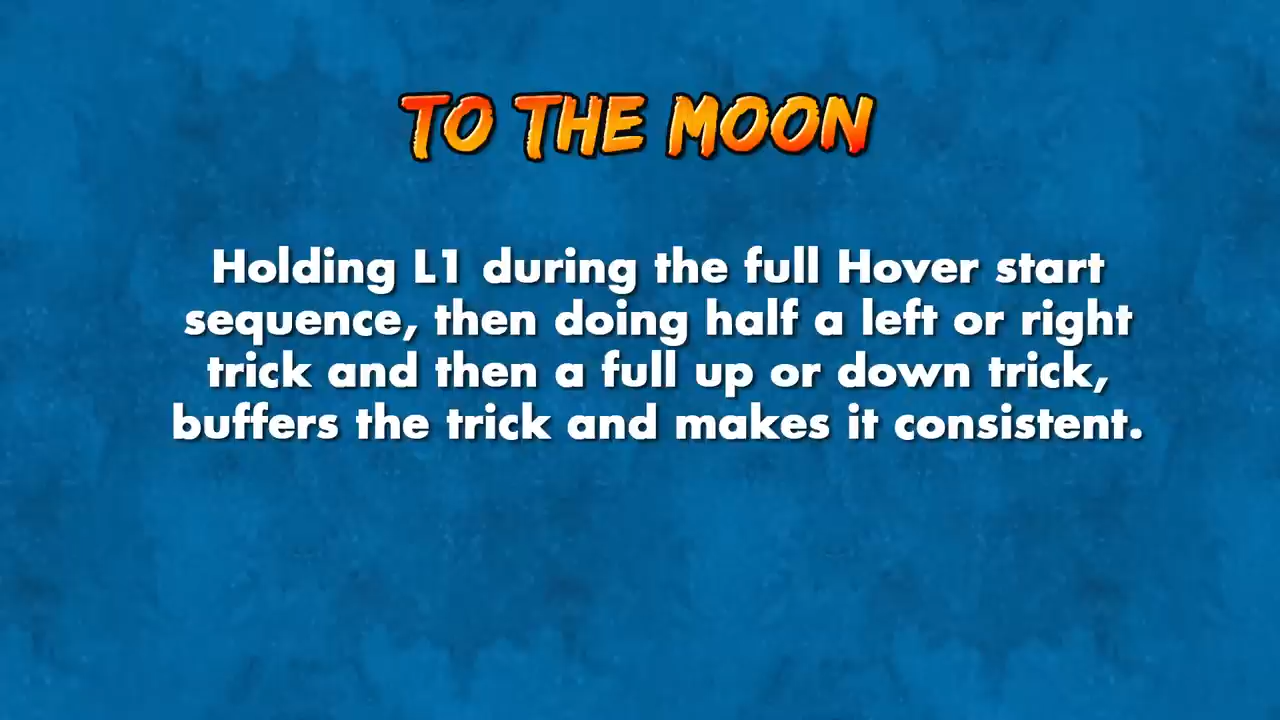 TO THE MOON
Holding L1 during the full Hover start
sequence, then doing half a left or right
trick and then a full up or down trick,
buffers the trick and makes it consistent.